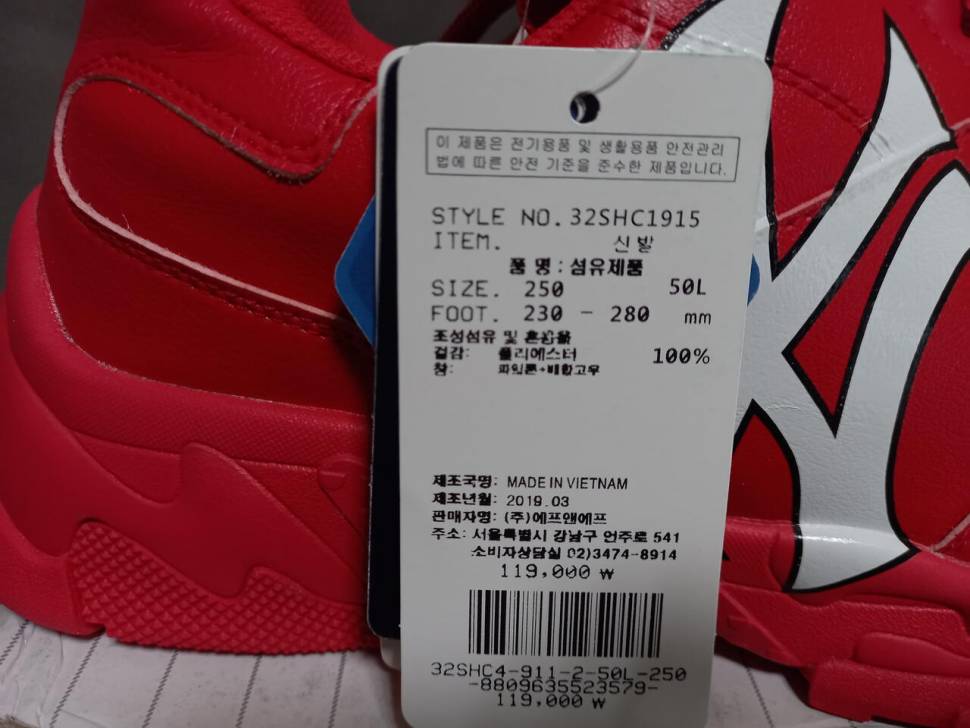 이 제품은 전기용품 및 생활용품 안전관리
법에 따른 안전 기준을 준수한 제품입니다.
STYLE NO. 32SHC1915
ITEM. 신발
품 명 : 섬유제품
SIZE. 250 50L
FOOT. 230 - 280 mm
조성섬유 및 혼용율
겉감: 폴리에스터 100%
창: 파일론+배합고무
제조국명: MADE IN VIETNAM
제조년월: 2019.03
판매자명: (주)에프앤에프
주소: 서울특별시 강남구 언주로 541
소비자상담실 02)3474-8914
119,000 ₩
32SHC4-911-2-50L-250
-8809635523579-
119,000 ₩